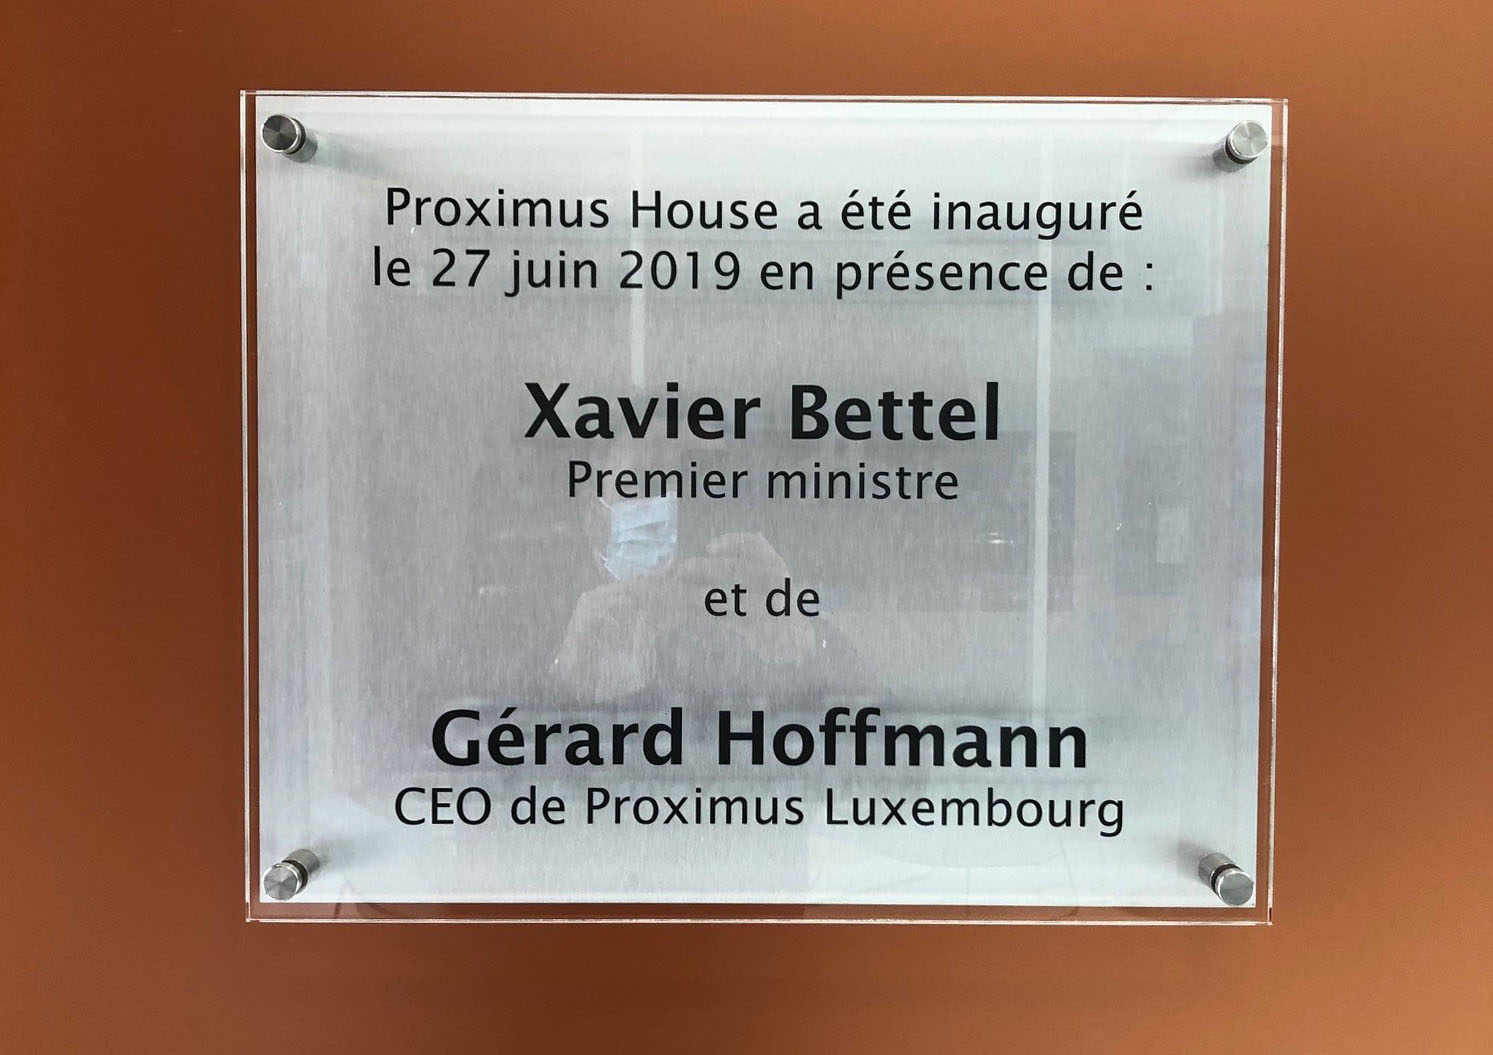 Proximus House a été inauguré
le 27 juin 2019 en présence de :
Xavier Bettel
Premier ministre
et de
Gérard Hoffmann
CEO de Proximus Luxembourg